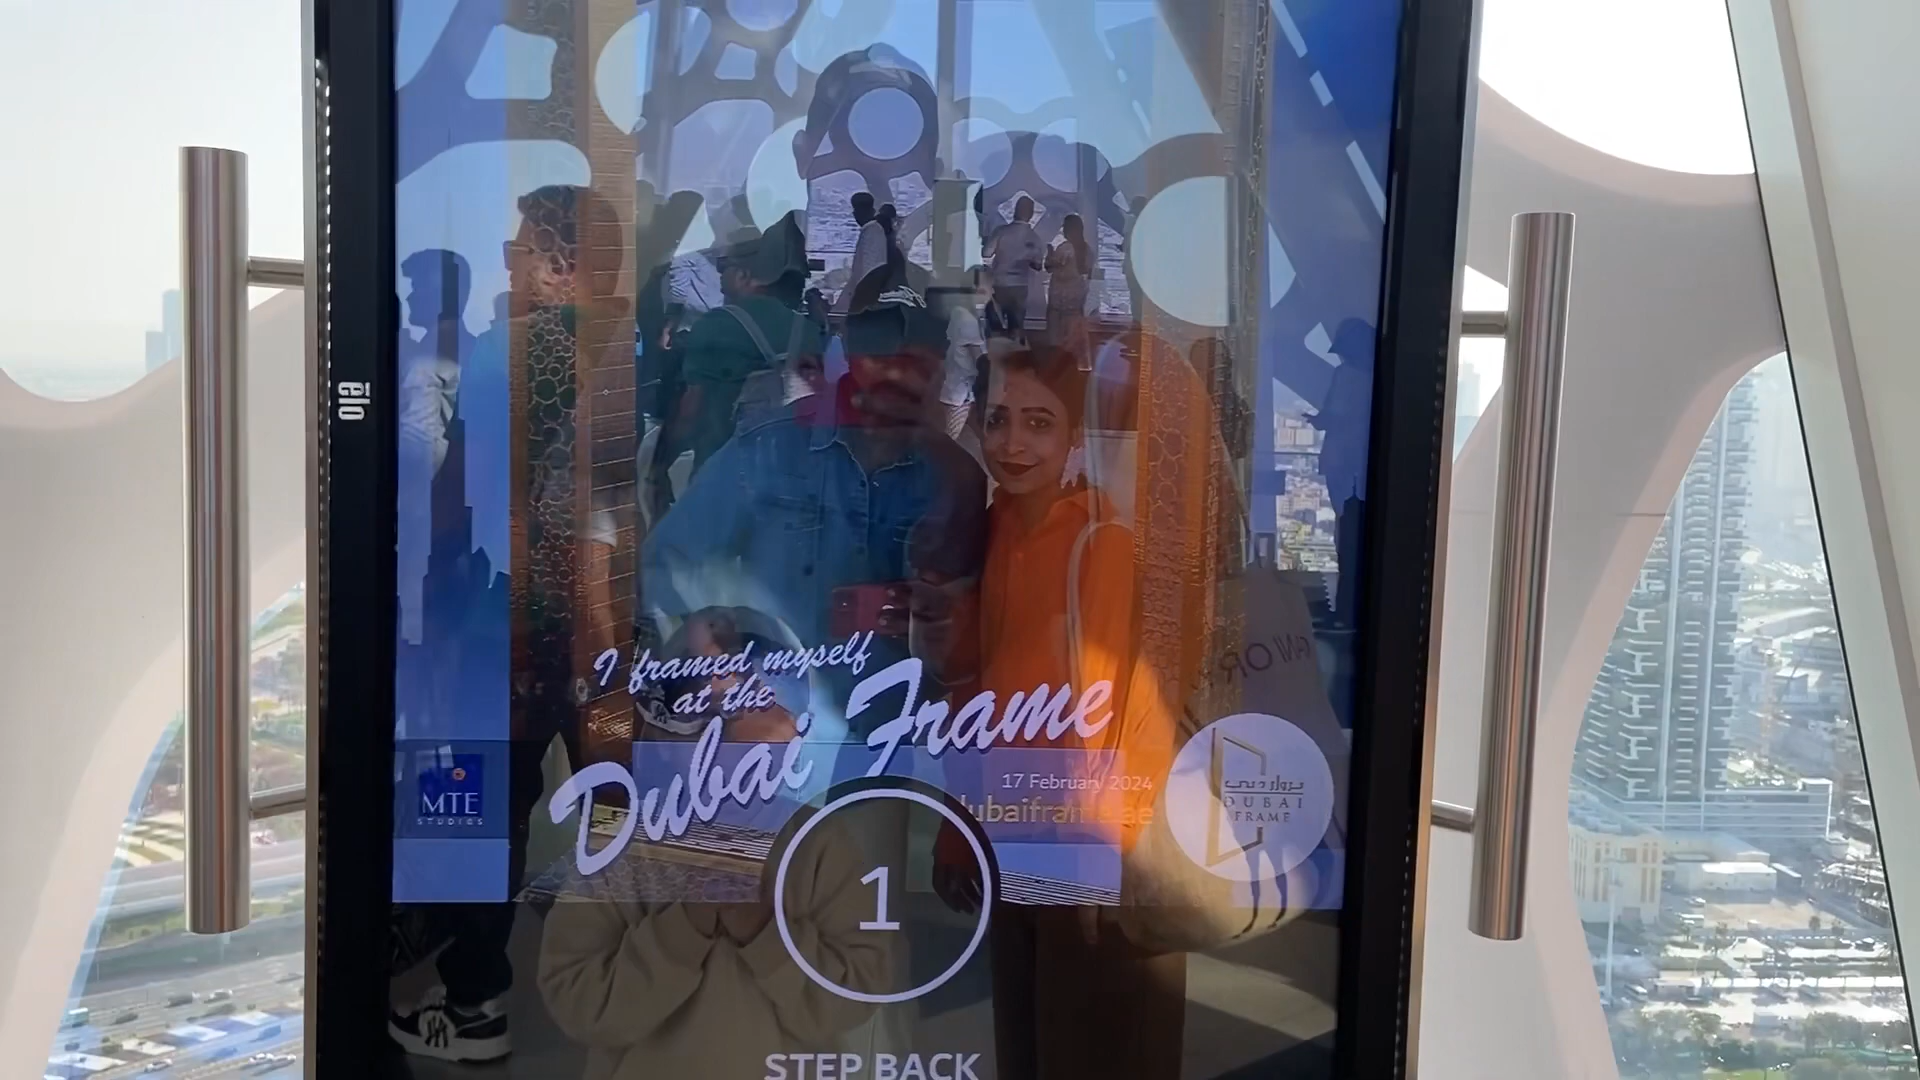 elo
I framed myself
at the
Dubai Frame
17 February 2024
dubaiframe.ae
MTE
STUDIOS
برواز دبي
DUBAI
FRAME
1
STEP BACK